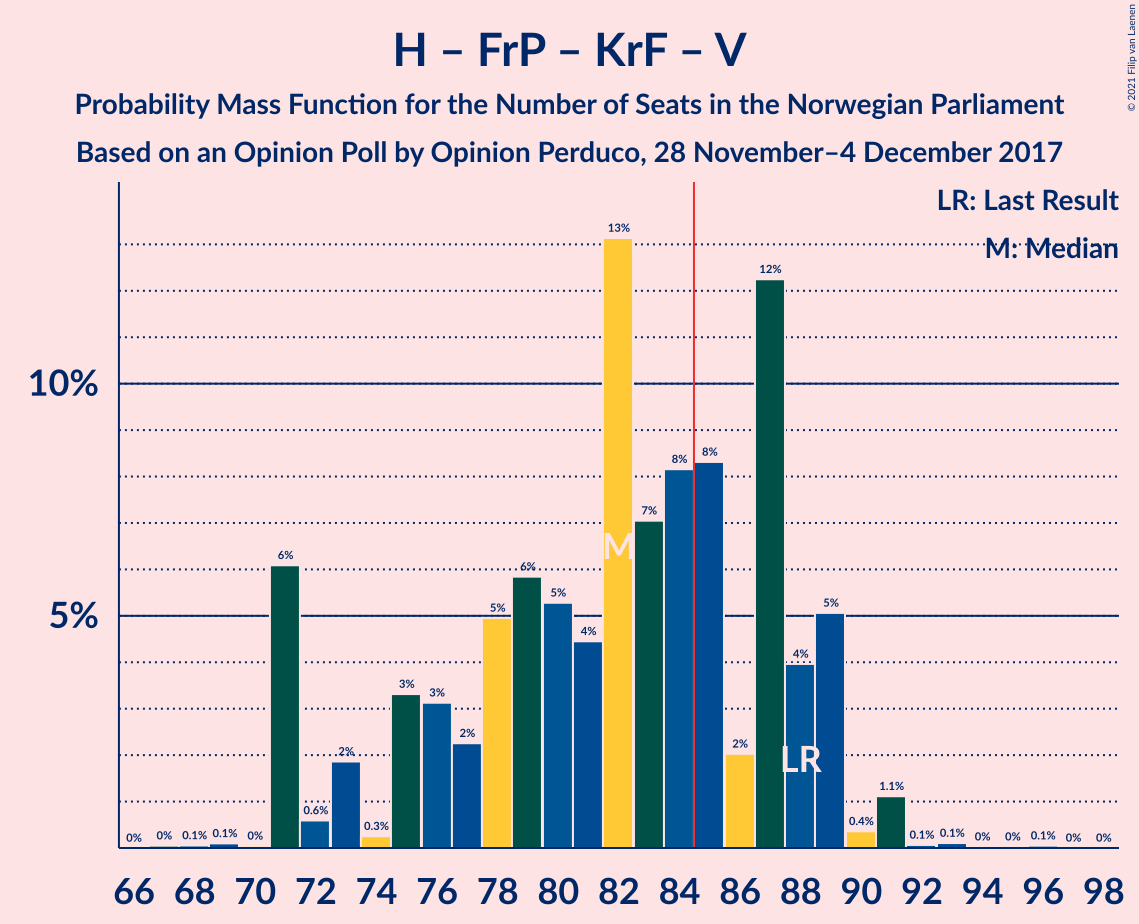 H – FrP – KrF – V
Probability Mass Function for the Number of Seats in the Norwegian Parliament
Based on an Opinion Poll by Opinion Perduco, 28 November–4 December 2017
© 2021 Filip van Laenen
LR: Last Result
M: Median
10%
5%
0% 0% 0.1% 0.1% 0% 6% 0.6% 2% 0.3% 3% 3% 2% 5% 6% 5% 4% 13% 7% 8% 8% 2% 12% 4% 5% 0.4% 1.1% 0.1% 0.1% 0% 0% 0.1% 0% 0%
M
LR
66 68 70 72 74 76 78 80 82 84 86 88 90 92 94 96 98